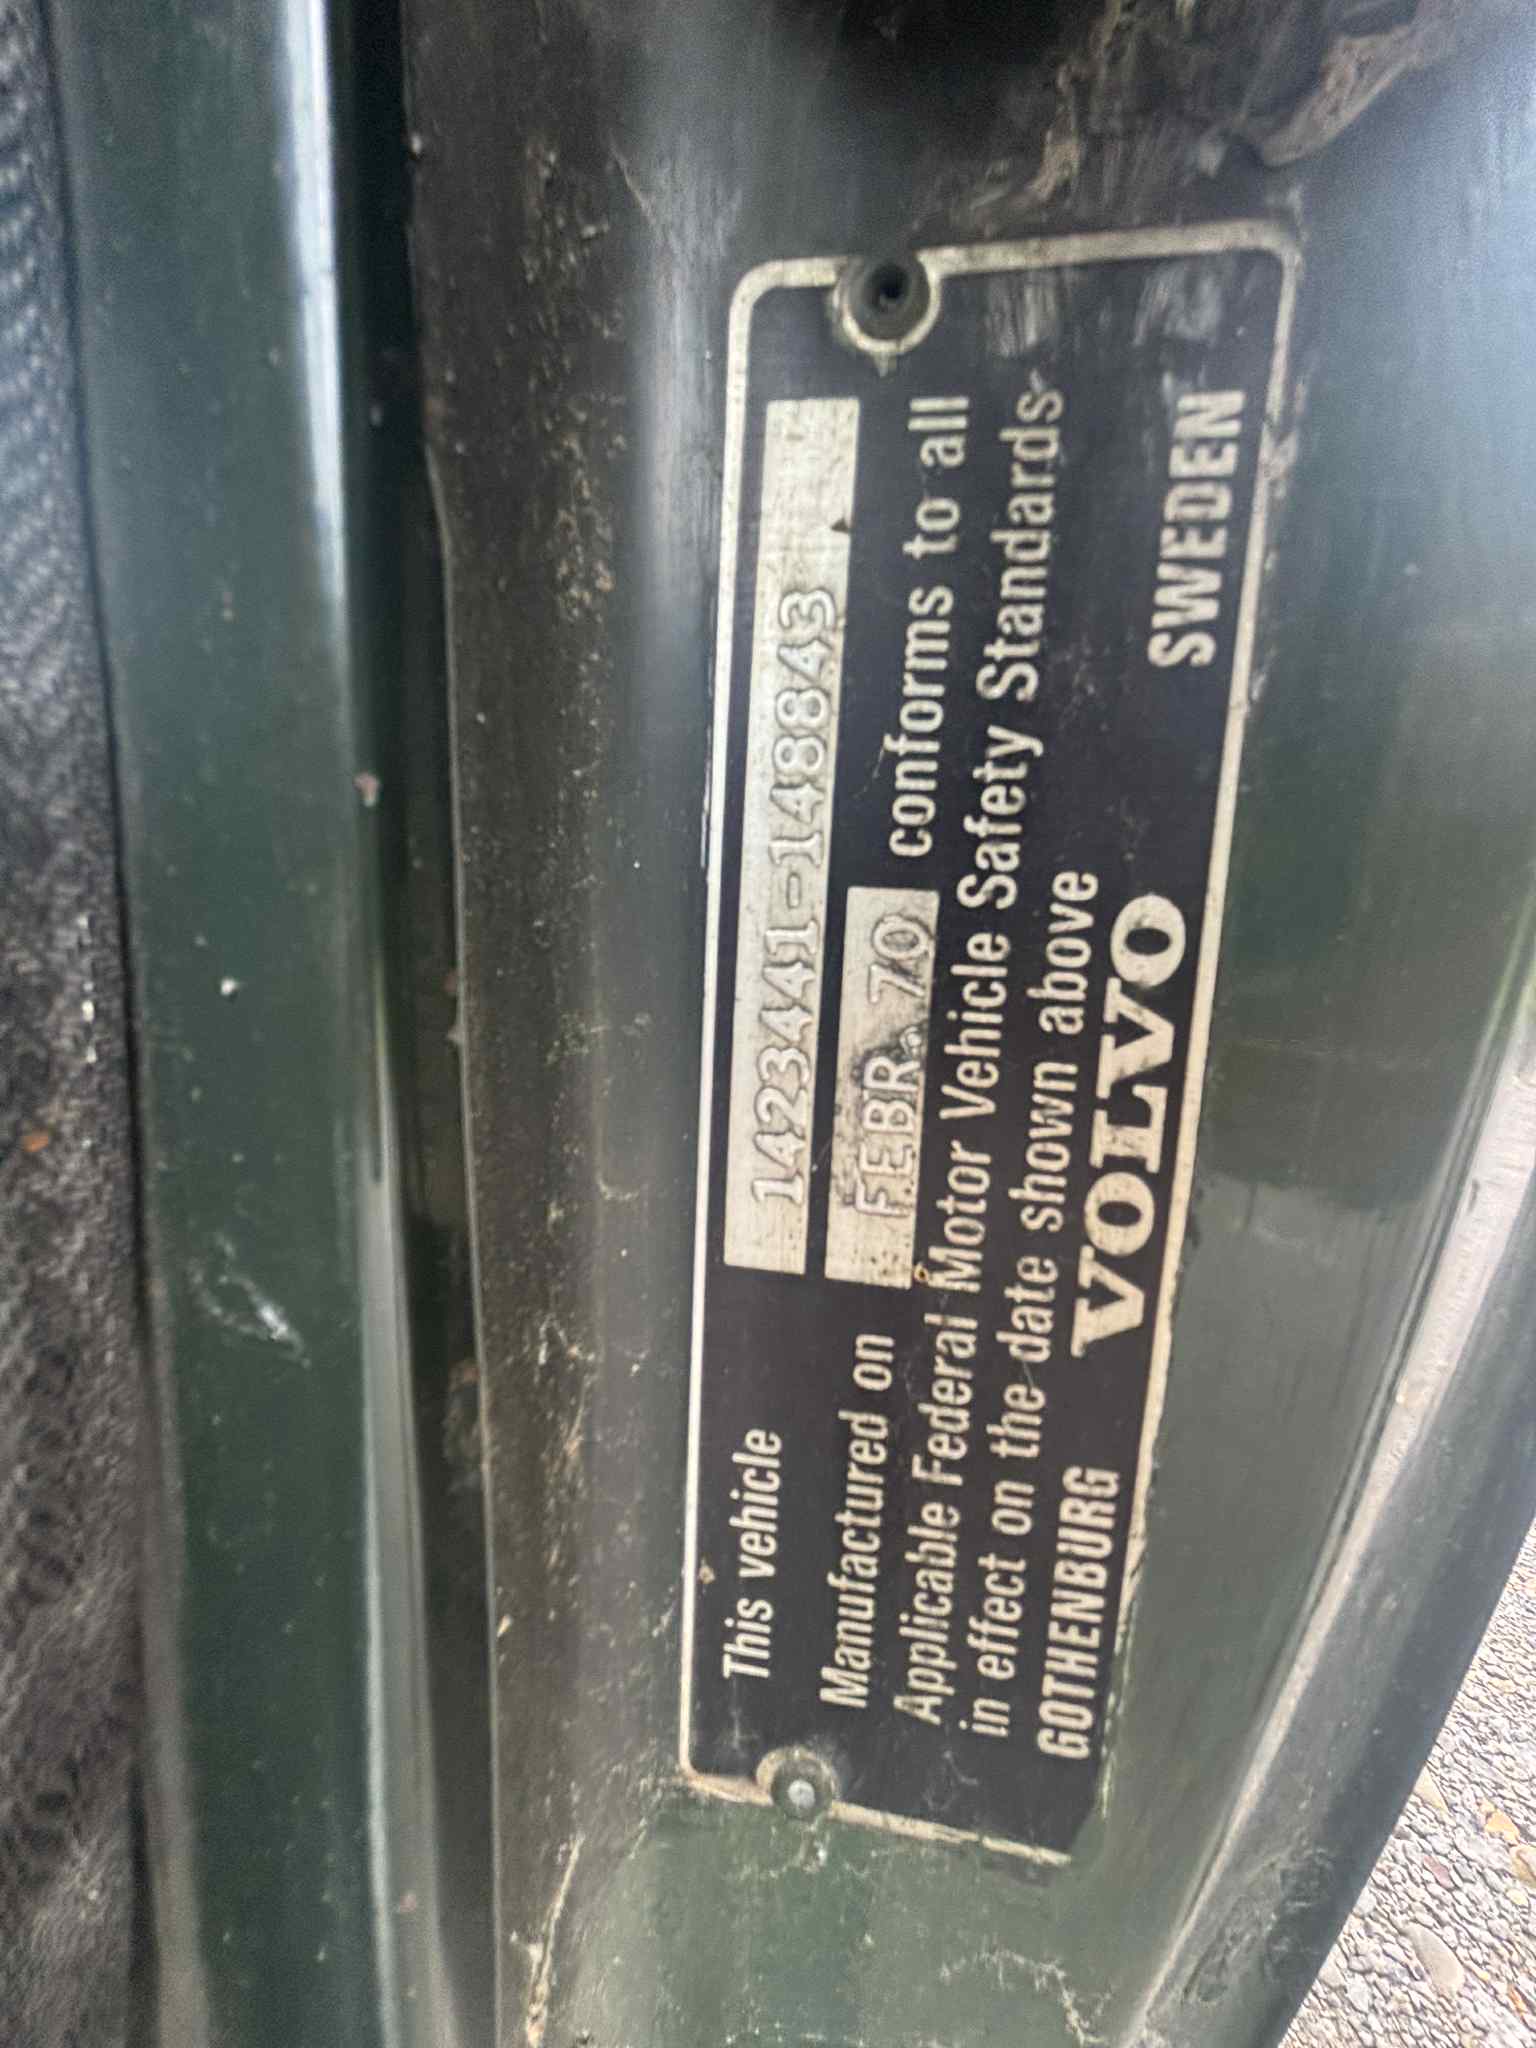 This vehicle 1423441-148843
Manufactured on FEBR. 70 conforms to all
Applicable Federal Motor Vehicle Safety Standards
in effect on the date shown above
GOTHENBURG VOLVO SWEDEN